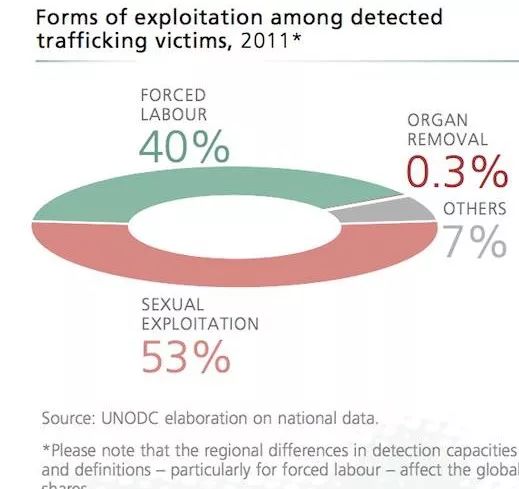 Forms of exploitation among detected
trafficking victims, 2011*
FORCED
LABOUR
40%
ORGAN
REMOVAL
0.3%
OTHERS
7%
SEXUAL
EXPLOITATION
53%
Source: UNODC elaboration on national data.
*Please note that the regional differences in detection capacities
and definitions – particularly for forced labour – affect the global
shares